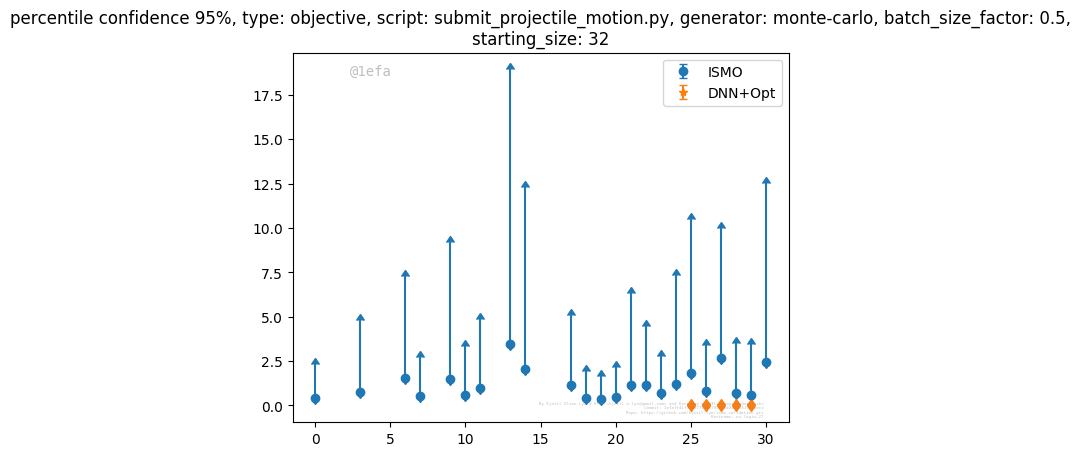 percentile confidence 95%, type: objective, script: submit_projectile_motion.py, generator: monte-carlo, batch_size_factor: 0.5,
starting_size: 32
@1efa
ISMO
DNN+Opt
17.5
15.0
12.5
10.0
7.5
5.0
2.5
0.0
0 5 10 15 20 25 30